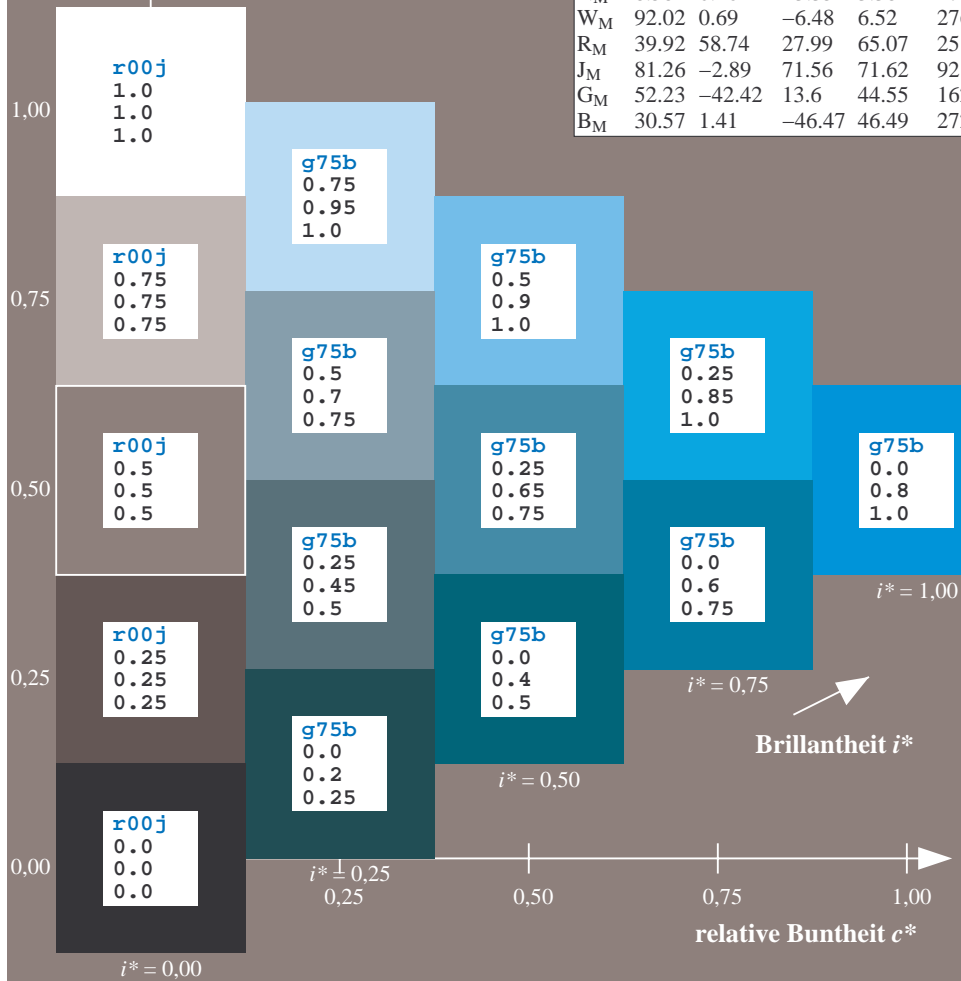 W_M 92.02 0.69 −6.48 6.52
R_M 39.92 58.74 27.99 65.07
J_M 81.26 −2.89 71.56 71.62
G_M 52.23 −42.42 13.6 44.55
B_M 30.57 1.41 −46.47 46.49
1,00
r00j
1.0
1.0
1.0
g75b
0.75
0.95
1.0
0,75
r00j
0.75
0.75
0.75
g75b
0.5
0.9
1.0
g75b
0.5
0.7
0.75
g75b
0.25
0.85
1.0
0,50
r00j
0.5
0.5
0.5
g75b
0.25
0.65
0.75
g75b
0.0
0.8
1.0
i* = 1,00
g75b
0.25
0.45
0.5
g75b
0.0
0.6
0.75
i* = 0,75
0,25
r00j
0.25
0.25
0.25
g75b
0.0
0.4
0.5
i* = 0,50
Brillantheit i*
g75b
0.0
0.2
0.25
i* = 0,25
0,00
r00j
0.0
0.0
0.0
i* = 0,00
0,25 0,50 0,75 1,00
relative Buntheit c*